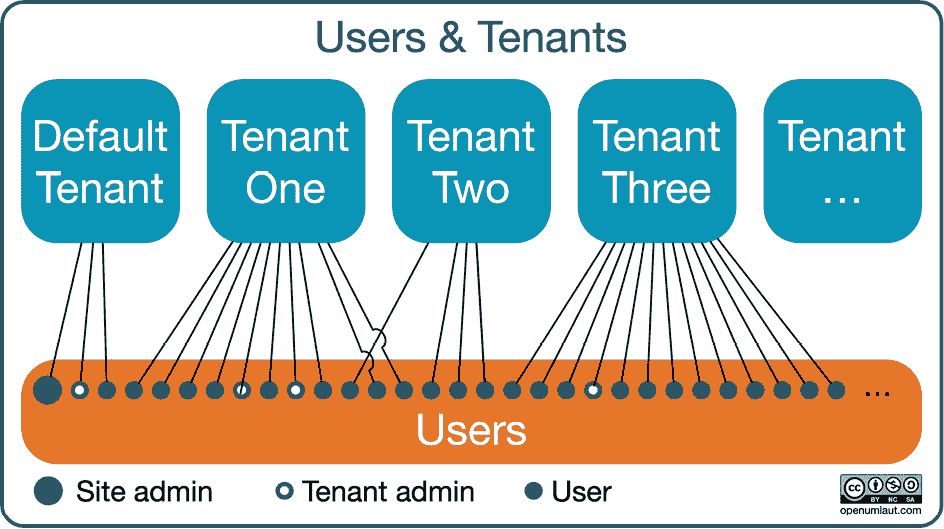 Users & Tenants
Default
Tenant
Tenant
One
Tenant
Two
Tenant
Three
Tenant
...
...
Users
Site admin
Tenant admin
User
cc
BY NC SA
openumlaut.com